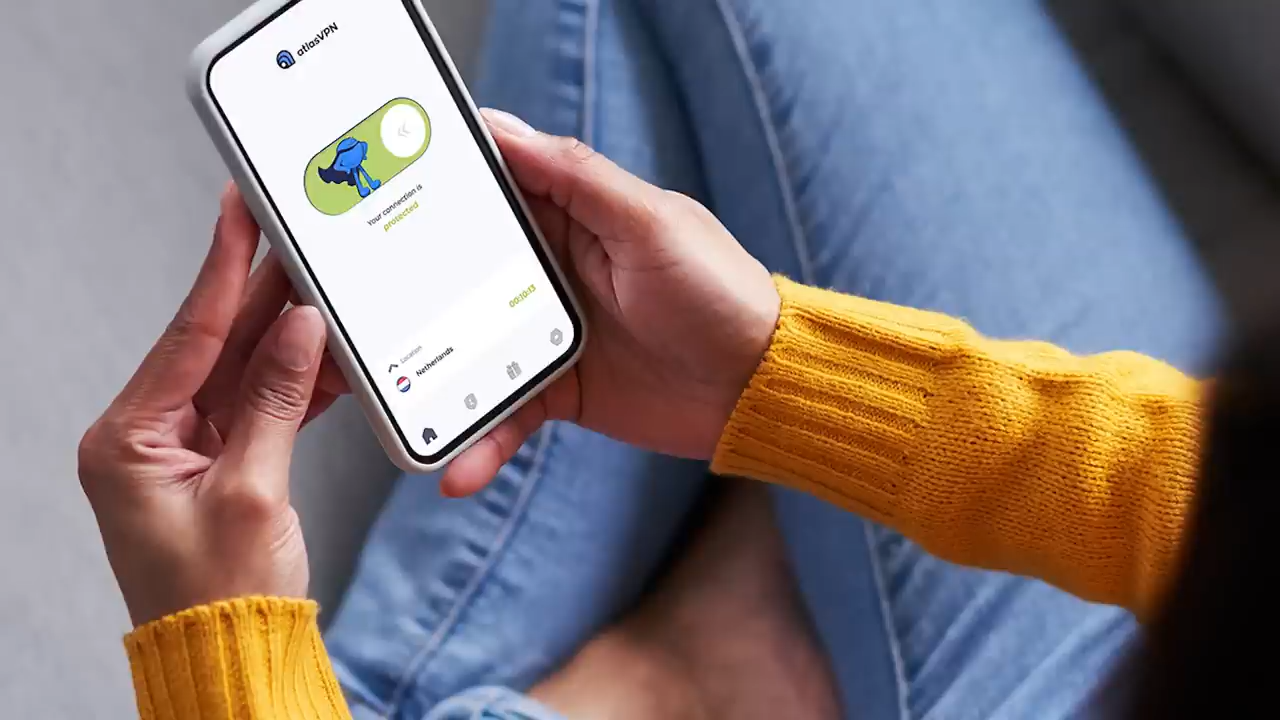 atlasVPN
Your connection is
protected
00:10:13
Location
Netherlands